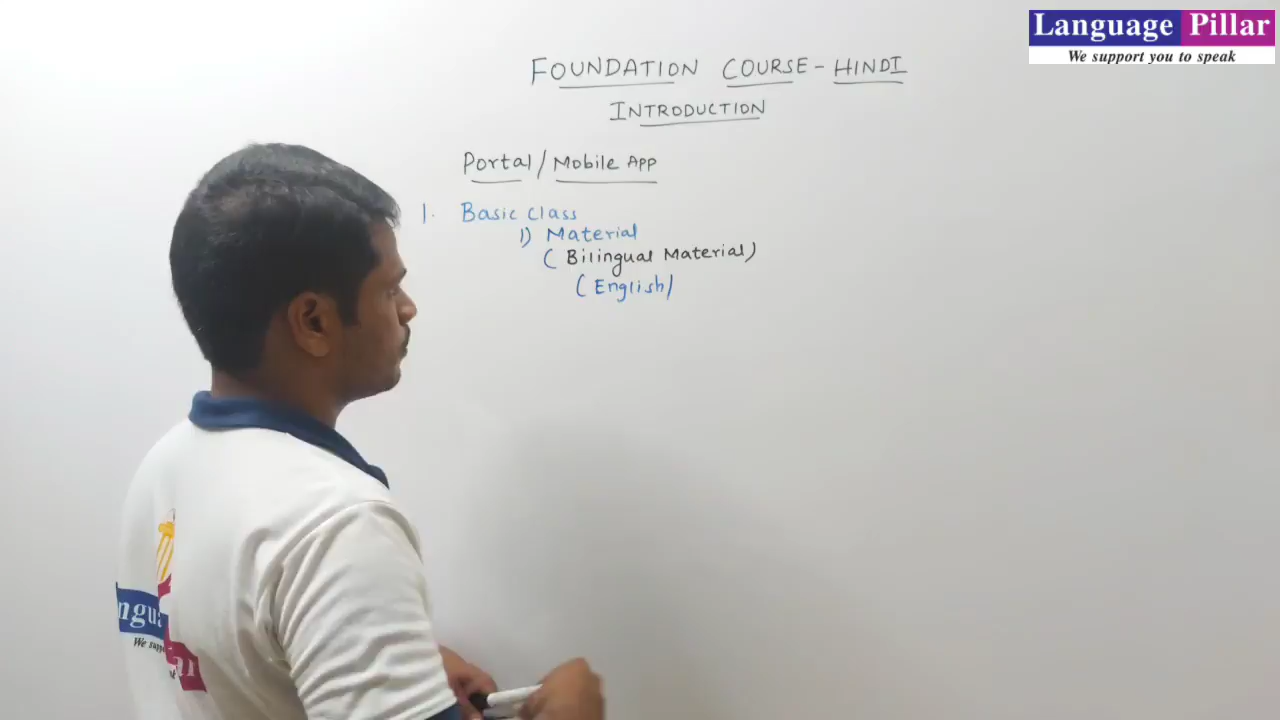 Language Pillar
We support you to speak
FOUNDATION COURSE - HINDI
INTRODUCTION
Portal / Mobile App
1. Basic class
1) Material
( Bilingual Material )
( English /